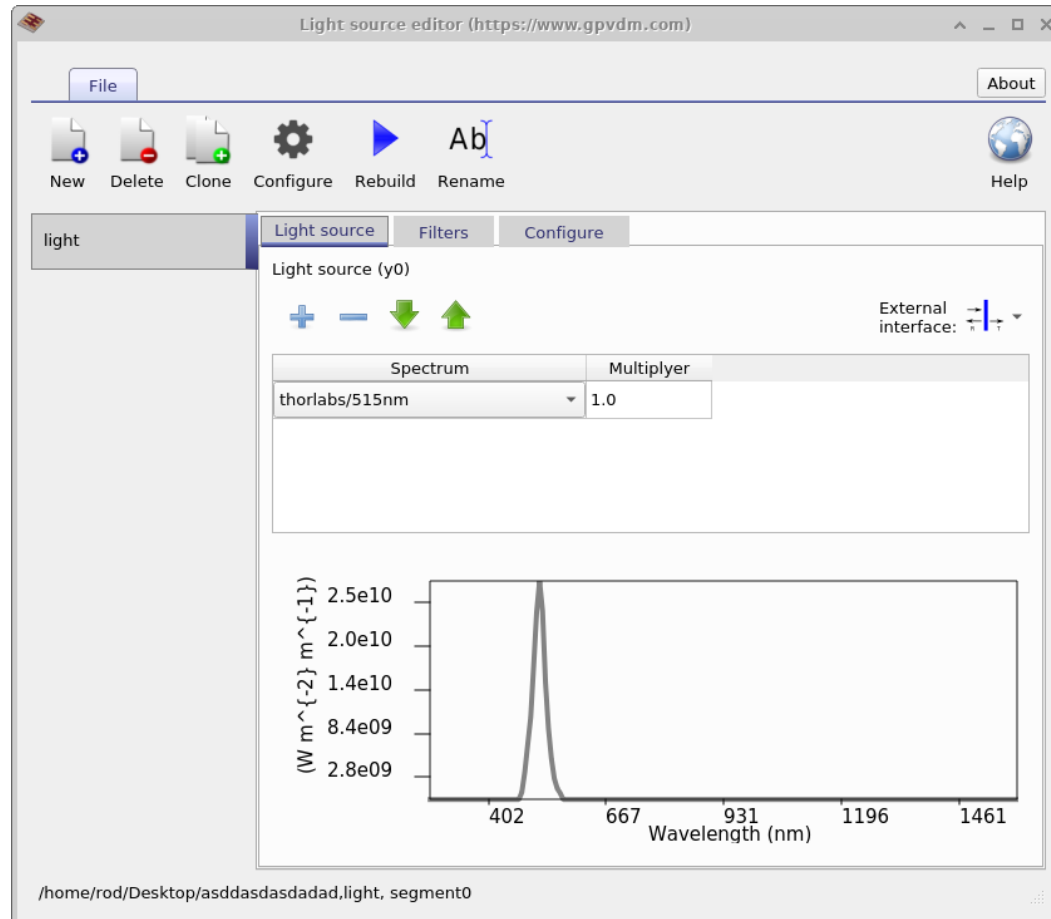 Light source editor (https://www.gpvdm.com)
File
About
New Delete Clone Configure Rebuild Rename Help
Ab
light
Light source Filters Configure
Light source (y0)
External
interface:
R T
Spectrum Multiplyer
thorlabs/515nm 1.0
(W m^{-2} m^{-1})
2.5e10
2.0e10
1.4e10
8.4e09
2.8e09
402 667 931 1196 1461
Wavelength (nm)
/home/rod/Desktop/asddasdasdadad,light, segment0